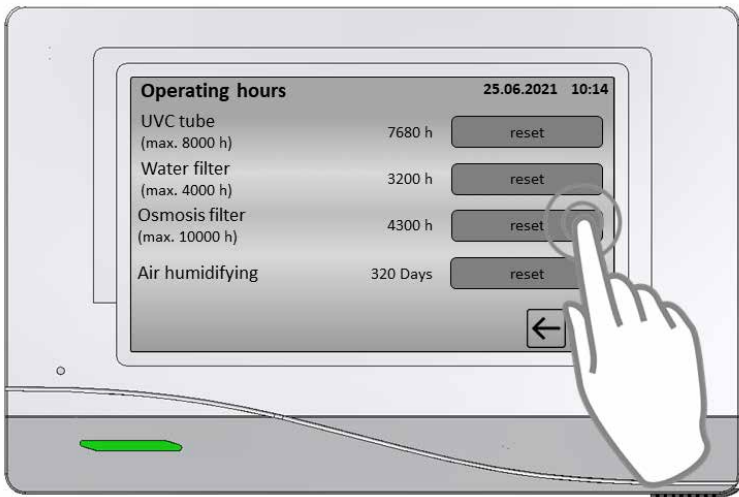 Operating hours 25.06.2021 10:14
UVC tube
(max. 8000 h) 7680 h reset
Water filter
(max. 4000 h) 3200 h reset
Osmosis filter
(max. 10000 h) 4300 h reset
Air humidifying 320 Days reset